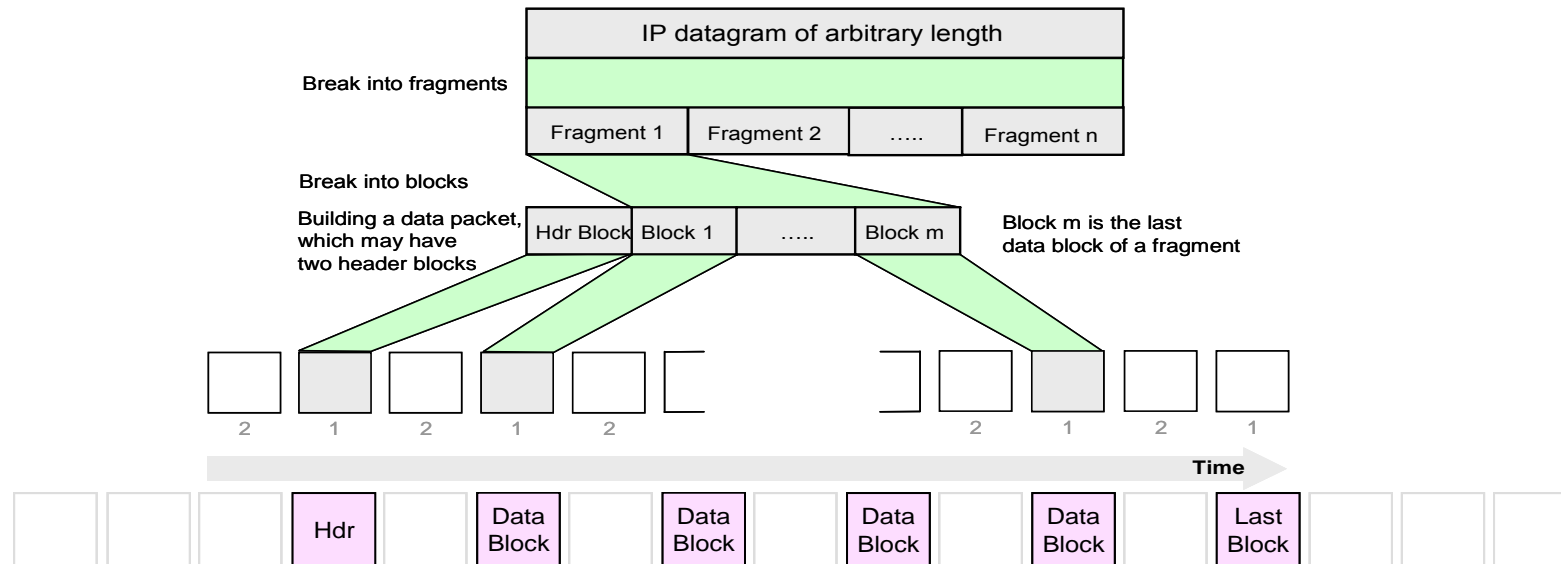 IP datagram of arbitrary length
Break into fragments
Fragment 1 Fragment 2 ..... Fragment n
Break into blocks
Building a data packet,
which may have
two header blocks
Hdr Block Block 1 ..... Block m
Block m is the last
data block of a fragment
2 1 2 1 2 2 1 2 1
Time
Hdr
Data
Block
Data
Block
Data
Block
Data
Block
Last
Block